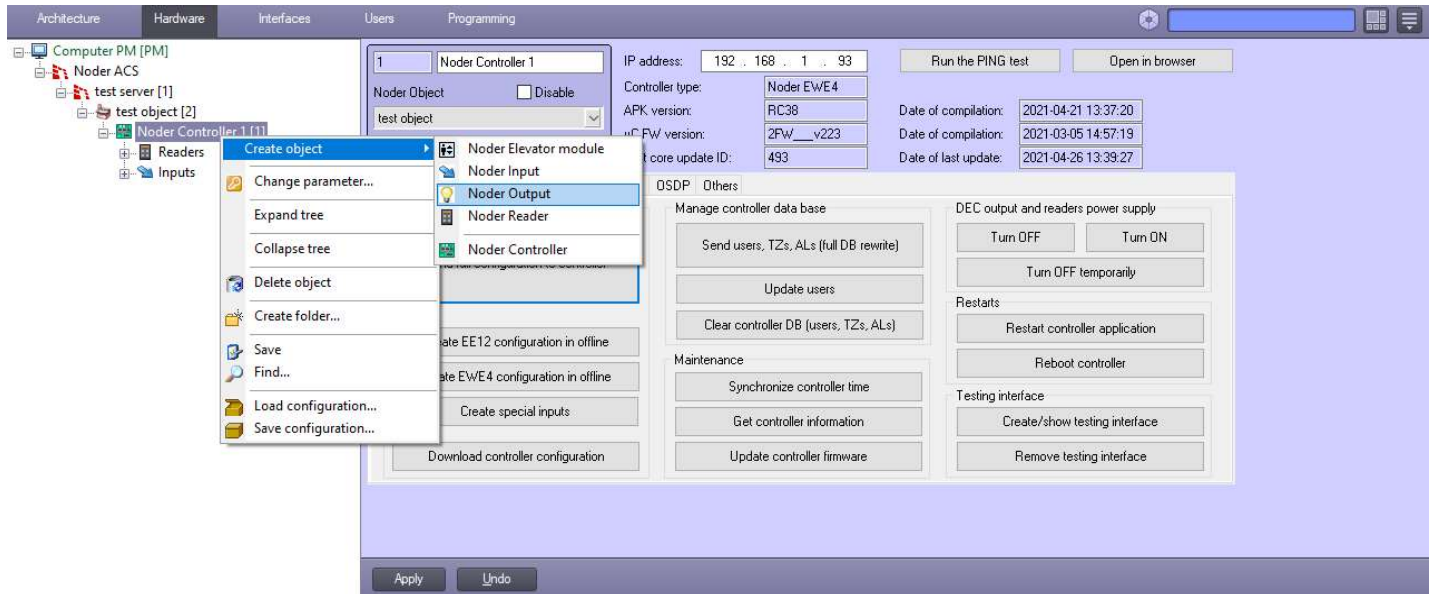 Architecture
Hardware
Interfaces
Users
Programming
Computer PM [PM]
Noder ACS
test server [1]
test object [2]
Noder Controller 1 [1]
Readers
Inputs
Create object
Change parameter...
Expand tree
Collapse tree
Delete object
Create folder...
Save
Find...
Load configuration...
Save configuration...
Noder Elevator module
Noder Input
Noder Output
Noder Reader
Noder Controller
1
Noder Controller 1
Noder Object
Disable
test object
IP address:
192 . 168 . 1 . 93
Run the PING test
Open in browser
Controller type:
Noder EWE4
APK version:
RC38
Date of compilation:
2021-04-21 13:37:20
FW version:
2FW___v223
Date of compilation:
2021-03-05 14:57:19
core update ID:
493
Date of last update:
2021-04-26 13:39:27
OSDP
Others
configuration to controller
EE12 configuration in offline
EWE4 configuration in offline
Create special inputs
Download controller configuration
Manage controller data base
Send users, TZs, ALs (full DB rewrite)
Update users
Clear controller DB (users, TZs, ALs)
Maintenance
Synchronize controller time
Get controller information
Update controller firmware
DEC output and readers power supply
Turn OFF
Turn ON
Turn OFF temporarily
Restarts
Restart controller application
Reboot controller
Testing interface
Create/show testing interface
Remove testing interface
Apply
Undo